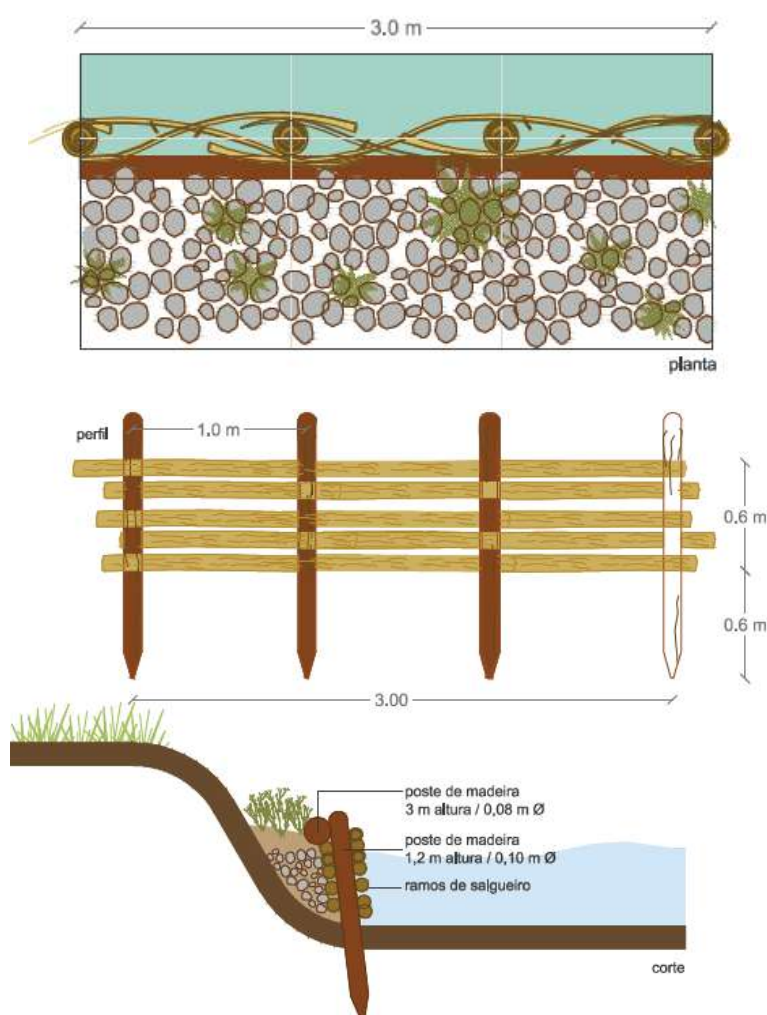 3.0 m
planta
perfil
1.0 m
0.6 m
0.6 m
3.00
poste de madeira
3 m altura / 0,08 m Ø
poste de madeira
1,2 m altura / 0,10 m Ø
ramos de salgueiro
corte